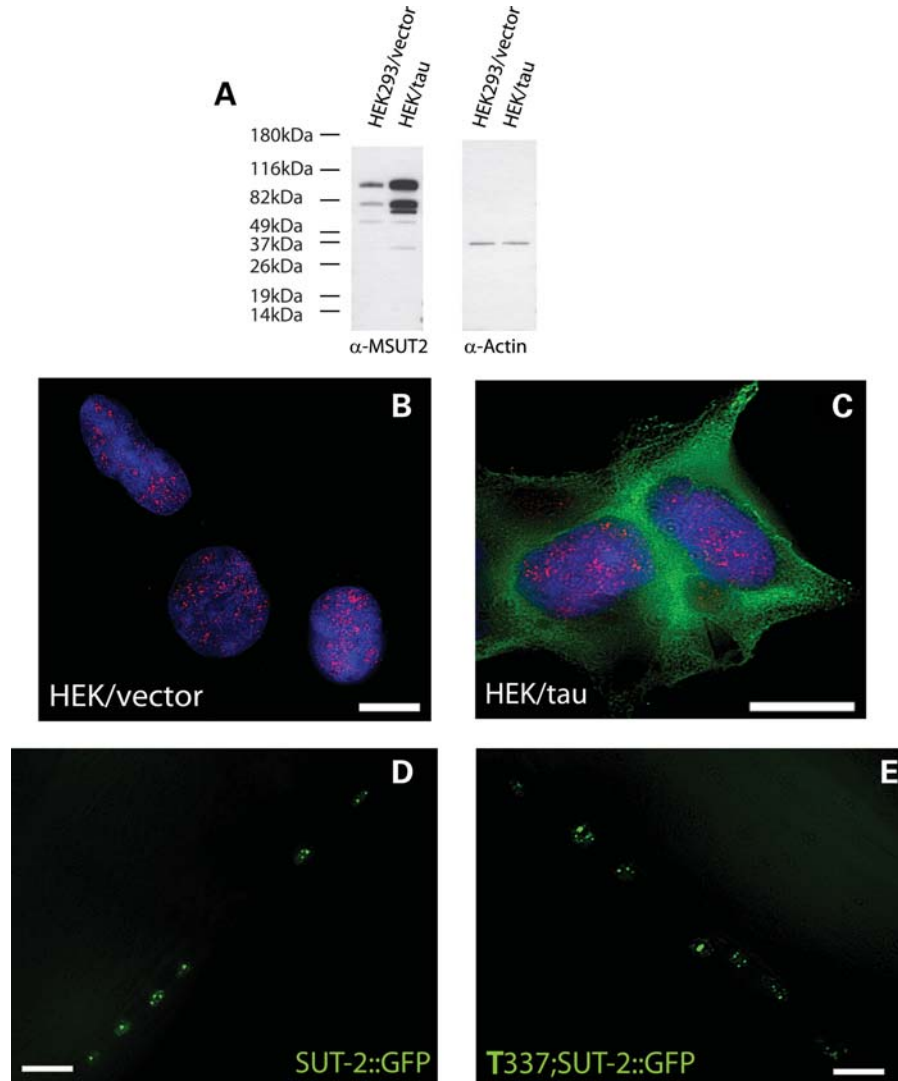 A
HEK293/vector
HEK/tau
HEK293/vector
HEK/tau
180kDa
116kDa
82kDa
49kDa
37kDa
26kDa
19kDa
14kDa
α-MSUT2
α-Actin
B
HEK/vector
C
HEK/tau
D
SUT-2::GFP
E
T337;SUT-2::GFP